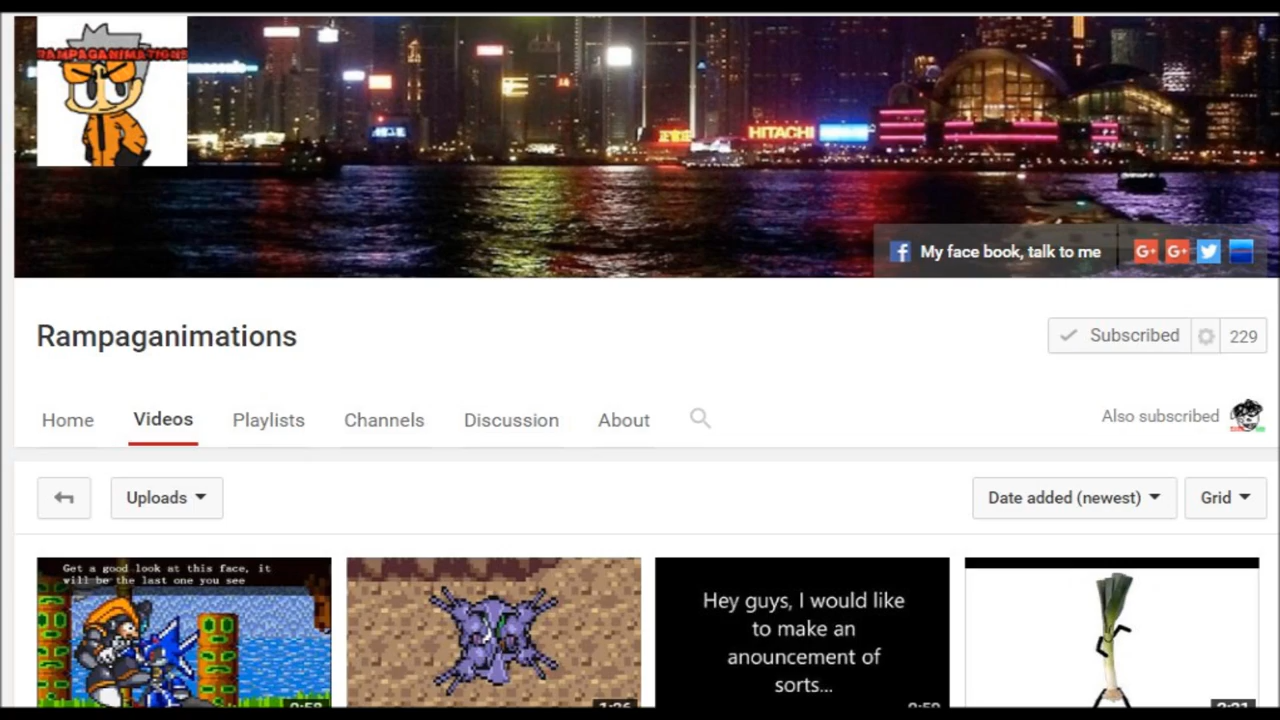 RAMPAGANIMATIONS
HITACHI
My face book, talk to me
G+ G+
Rampaganimations
Subscribed 229
Home Videos Playlists Channels Discussion About
Also subscribed
Uploads
Date added (newest) Grid
Get a good look at this face, it
will be the last one you see
Hey guys, I would like
to make an
anouncement of
sorts...